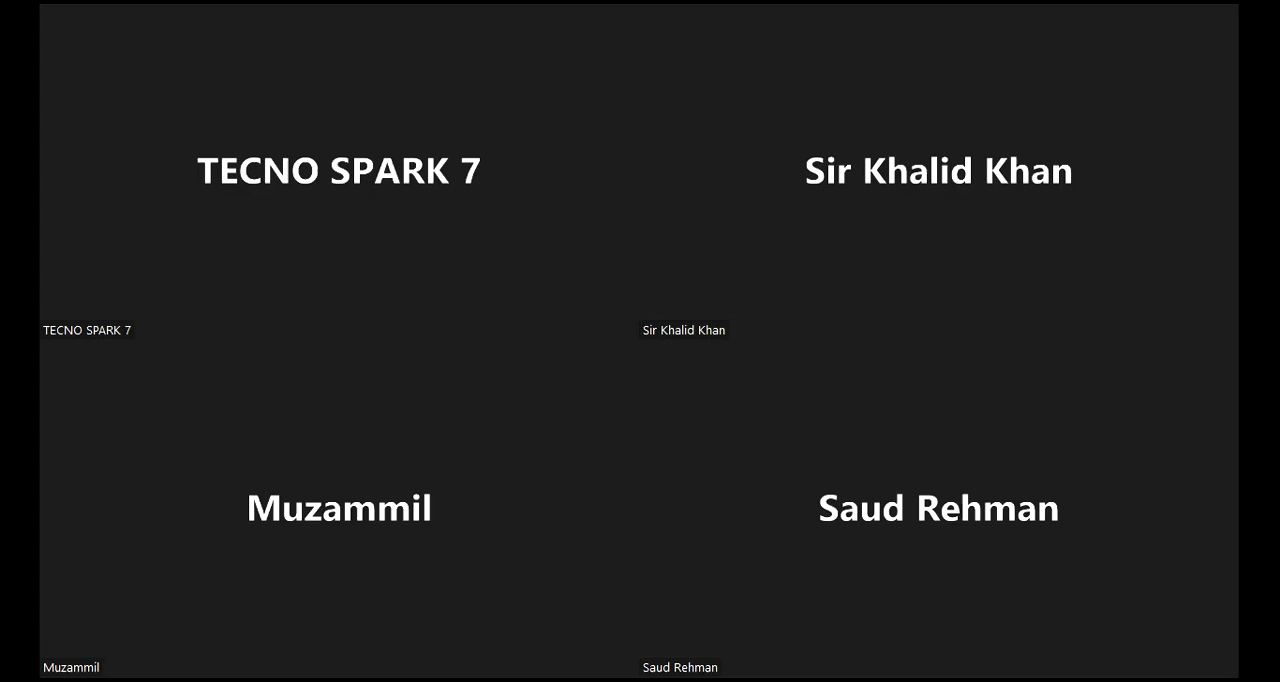 TECNO SPARK 7
Sir Khalid Khan
TECNO SPARK 7
Sir Khalid Khan
Muzammil
Saud Rehman
Muzammil
Saud Rehman